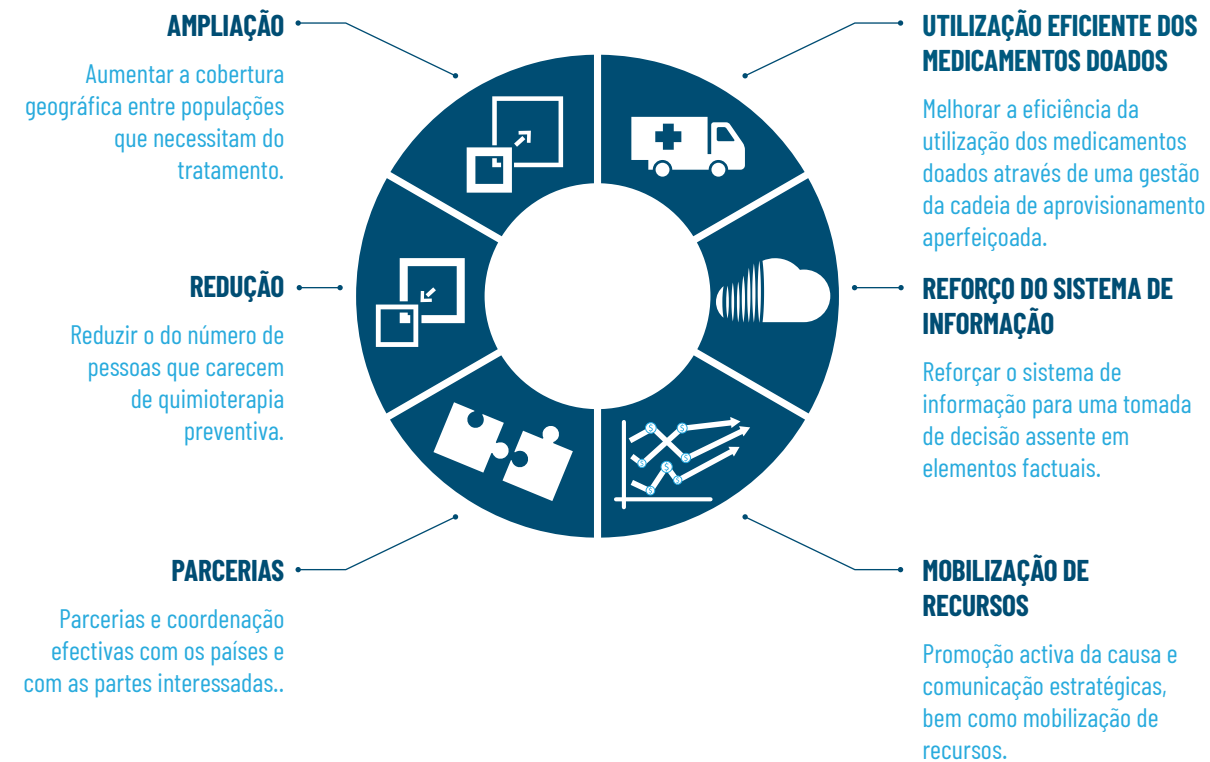 AMPLIAÇÃO
Aumentar a cobertura
geográfica entre populações
que necessitam do
tratamento.
REDUÇÃO
Reduzir o do número de
pessoas que carecem
de quimioterapia
preventiva.
PARCERIAS
Parcerias e coordenação
efectivas com os países e
com as partes interessadas..
UTILIZAÇÃO EFICIENTE DOS
MEDICAMENTOS DOADOS
Melhorar a eficiência da
utilização dos medicamentos
doados através de uma gestão
da cadeia de aprovisionamento
aperfeiçoada.
REFORÇO DO SISTEMA DE
INFORMAÇÃO
Reforçar o sistema de
informação para uma tomada
de decisão assente em
elementos factuais.
MOBILIZAÇÃO DE
RECURSOS
Promoção activa da causa e
comunicação estratégicas,
bem como mobilização de
recursos.